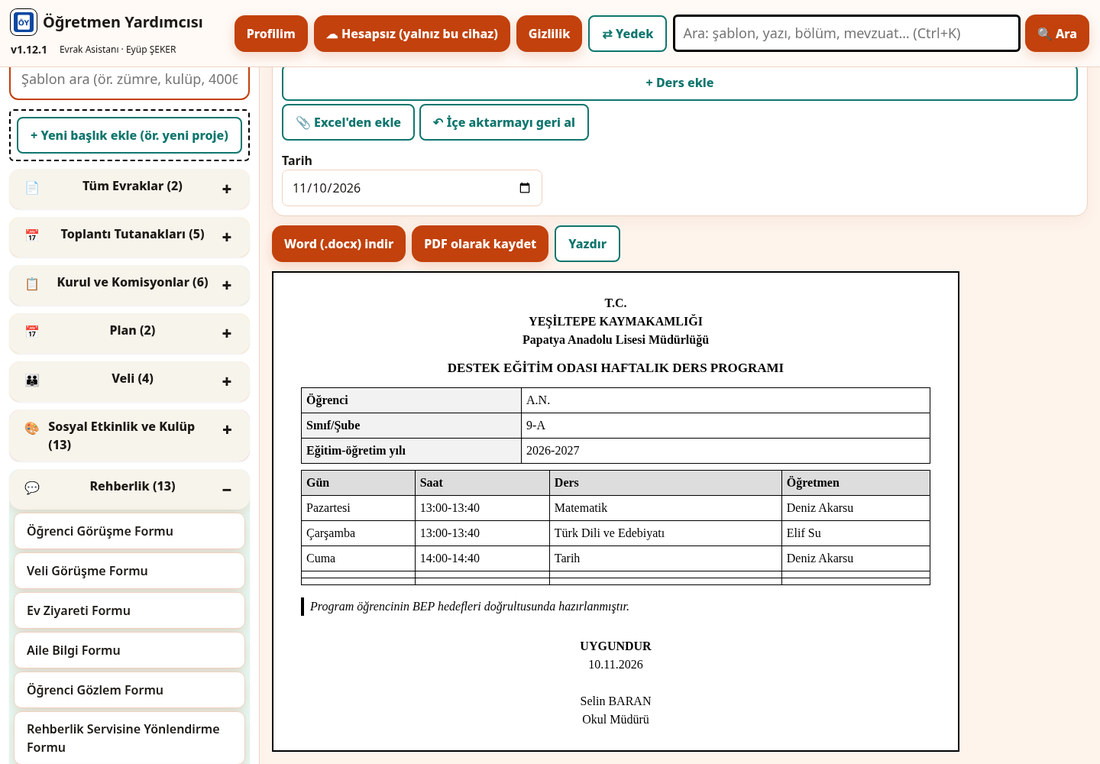 ÖY Öğretmen Yardımcısı
v1.12.1 Evrak Asistanı · Eyüp ŞEKER
Profilim
☁ Hesapsız (yalnız bu cihaz)
Gizlilik
⇄ Yedek
Ara: şablon, yazı, bölüm, mevzuat... (Ctrl+K)
🔍 Ara
Şablon ara (ör. zümre, kulüp, 4006
+ Yeni başlık ekle (ör. yeni proje)
Tüm Evraklar (2) +
Toplantı Tutanakları (5) +
Kurul ve Komisyonlar (6) +
Plan (2) +
Veli (4) +
Sosyal Etkinlik ve Kulüp
(13) +
Rehberlik (13) −
Öğrenci Görüşme Formu
Veli Görüşme Formu
Ev Ziyareti Formu
Aile Bilgi Formu
Öğrenci Gözlem Formu
Rehberlik Servisine Yönlendirme
Formu
+ Ders ekle
📎 Excel'den ekle
↶ İçe aktarmayı geri al
Tarih
11/10/2026
Word (.docx) indir
PDF olarak kaydet
Yazdır
T.C.
YEŞİLTEPE KAYMAKAMLIĞI
Papatya Anadolu Lisesi Müdürlüğü
DESTEK EĞİTİM ODASI HAFTALIK DERS PROGRAMI
Öğrenci A.N.
Sınıf/Şube 9-A
Eğitim-öğretim yılı 2026-2027
Gün Saat Ders Öğretmen
Pazartesi 13:00-13:40 Matematik Deniz Akarsu
Çarşamba 13:00-13:40 Türk Dili ve Edebiyatı Elif Su
Cuma 14:00-14:40 Tarih Deniz Akarsu
Program öğrencinin BEP hedefleri doğrultusunda hazırlanmıştır.
UYGUNDUR
10.11.2026
Selin BARAN
Okul Müdürü